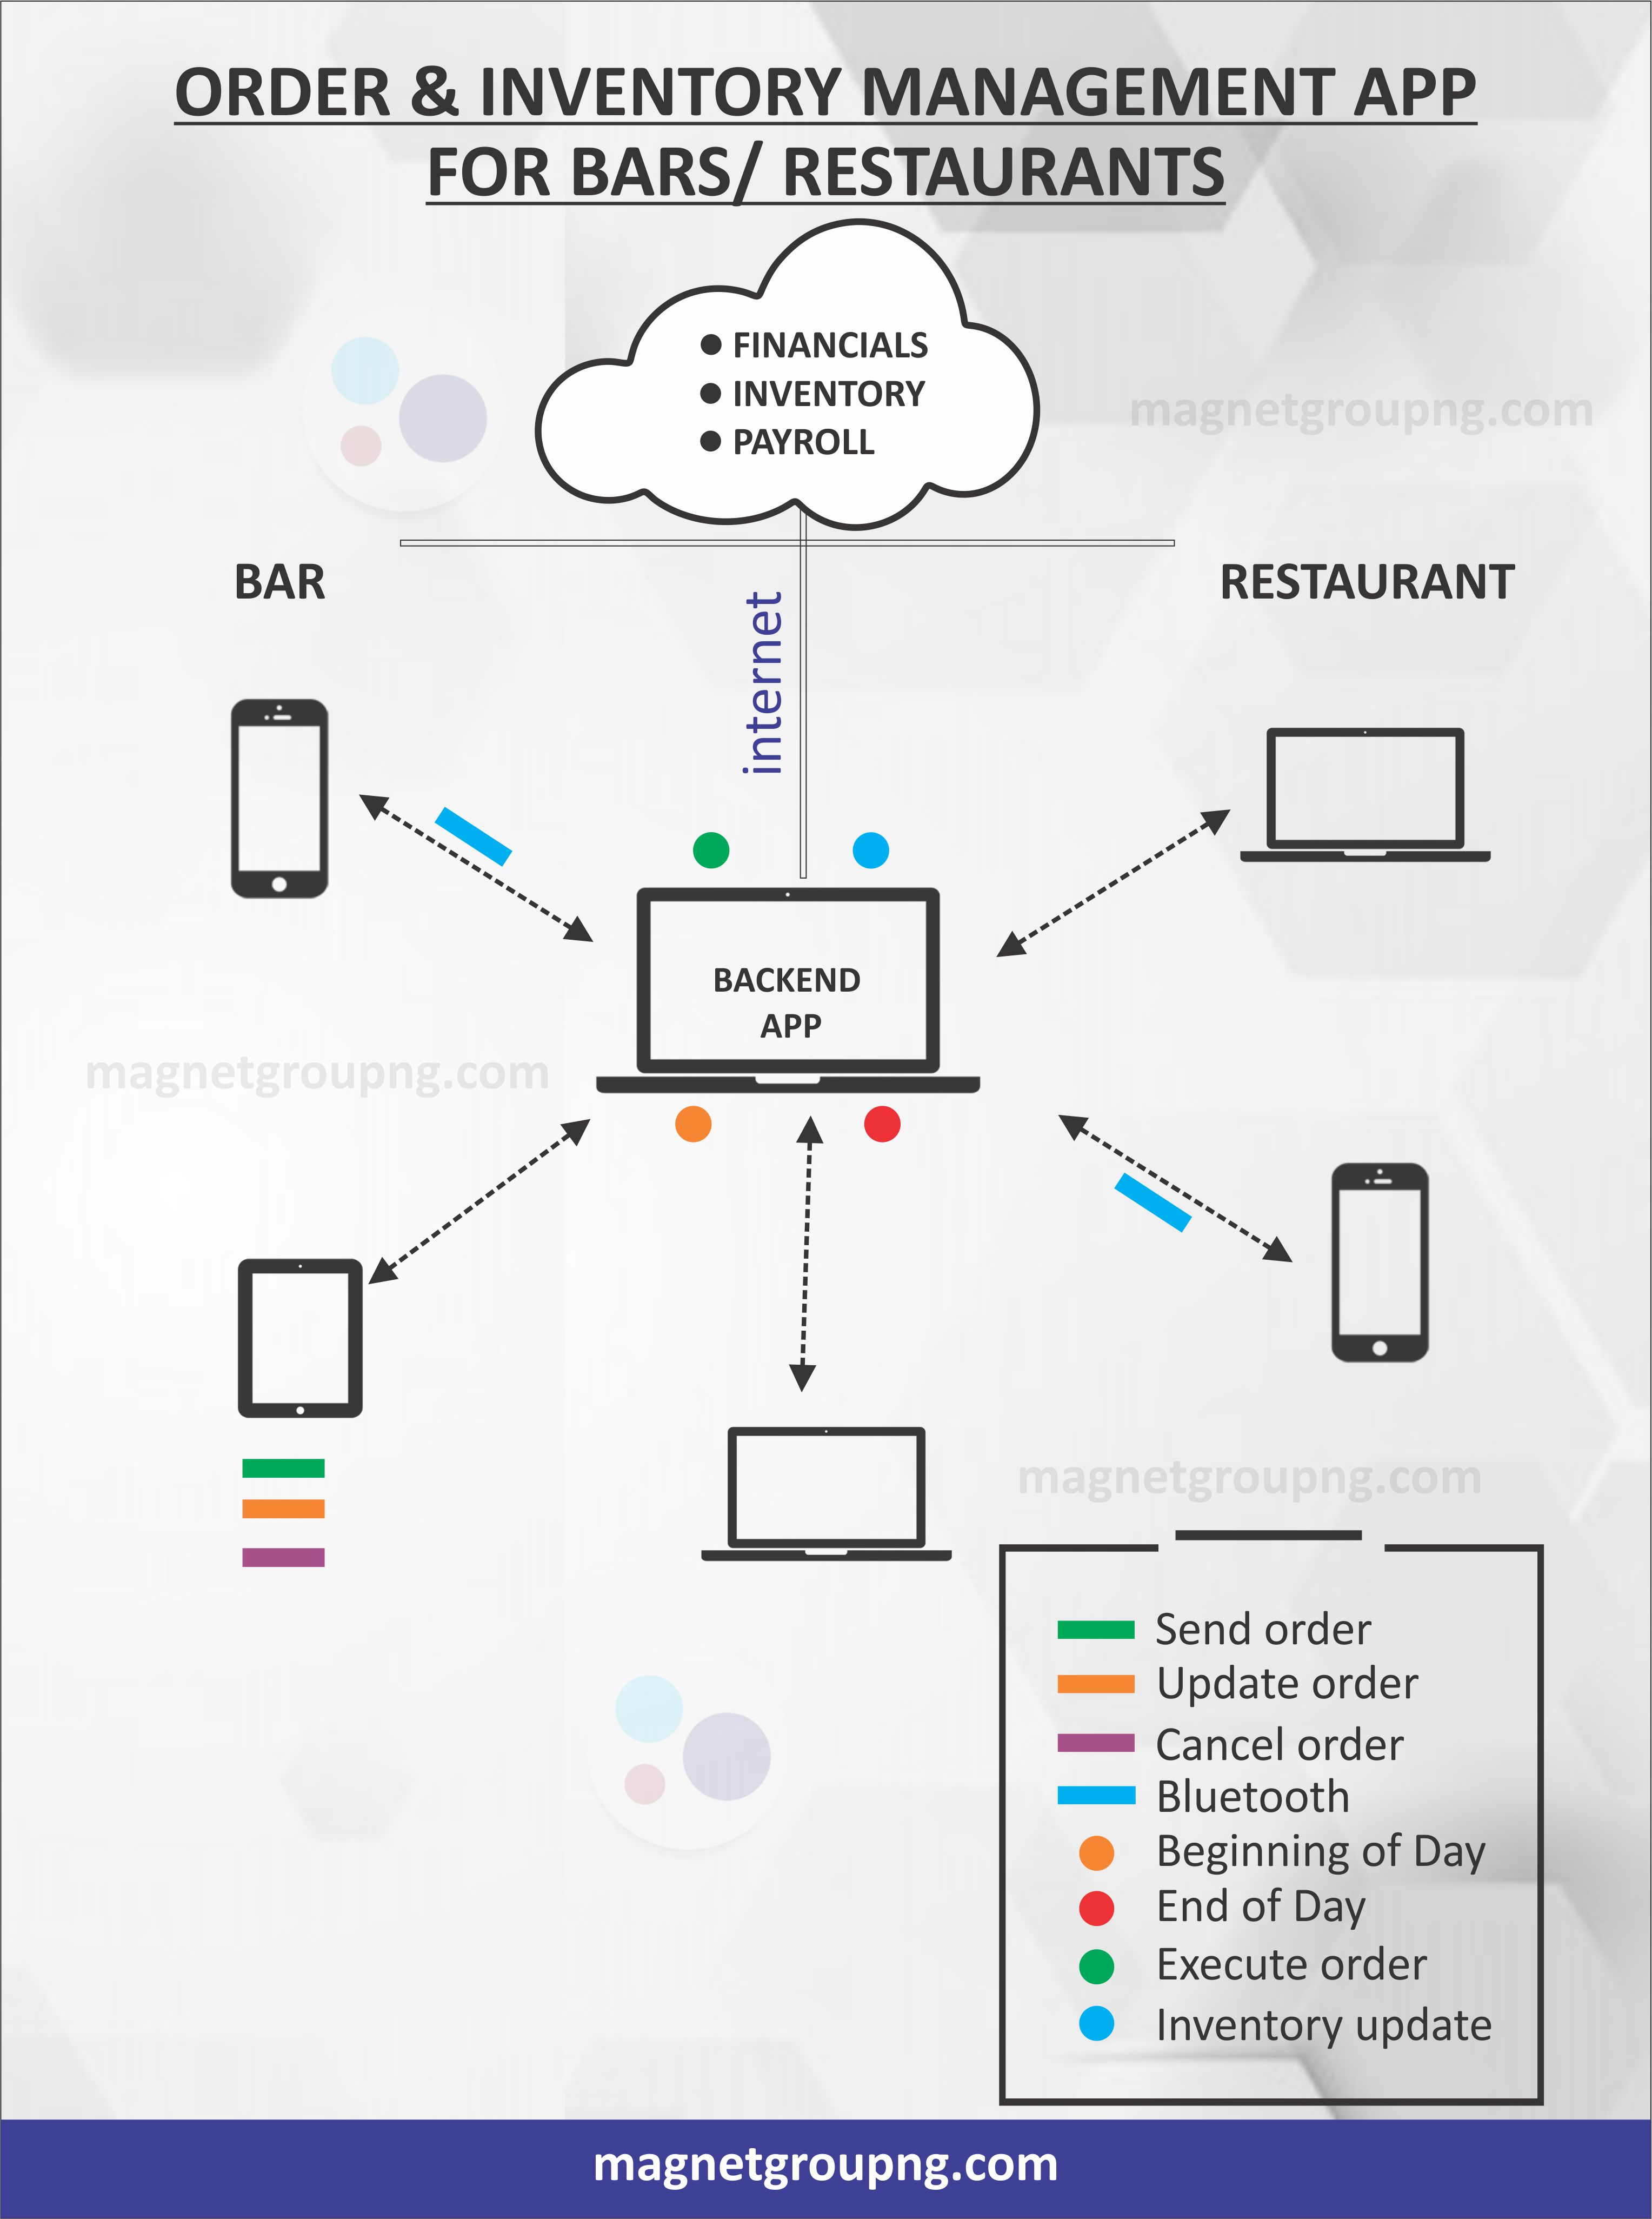 ORDER & INVENTORY MANAGEMENT APP
FOR BARS/ RESTAURANTS
● FINANCIALS
● INVENTORY
● PAYROLL
magnetgroupng.com
BAR
RESTAURANT
internet
BACKEND
APP
magnetgroupng.com
magnetgroupng.com
Send order
Update order
Cancel order
Bluetooth
Beginning of Day
End of Day
Execute order
Inventory update
magnetgroupng.com